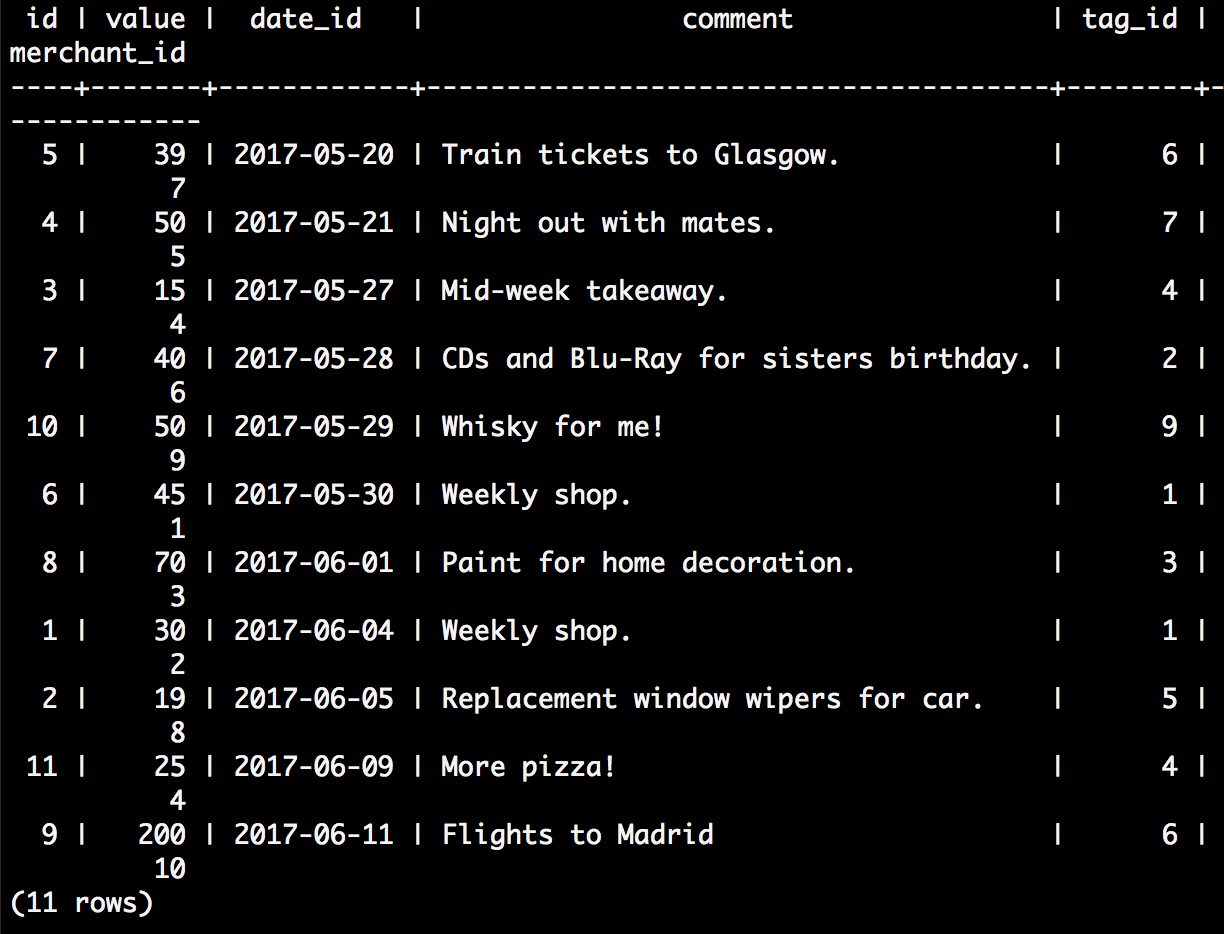 id | value |  date_id   |                comment                | tag_id | 
merchant_id
----+-------+------------+---------------------------------------+--------+-
------------
  5 |    39 | 2017-05-20 | Train tickets to Glasgow.             |      6 |
          7
  4 |    50 | 2017-05-21 | Night out with mates.                 |      7 |
          5
  3 |    15 | 2017-05-27 | Mid-week takeaway.                    |      4 |
          4
  7 |    40 | 2017-05-28 | CDs and Blu-Ray for sisters birthday. |      2 |
          6
 10 |    50 | 2017-05-29 | Whisky for me!                        |      9 |
          9
  6 |    45 | 2017-05-30 | Weekly shop.                          |      1 |
          1
  8 |    70 | 2017-06-01 | Paint for home decoration.            |      3 |
          3
  1 |    30 | 2017-06-04 | Weekly shop.                          |      1 |
          2
  2 |    19 | 2017-06-05 | Replacement window wipers for car.    |      5 |
          8
 11 |    25 | 2017-06-09 | More pizza!                           |      4 |
          4
  9 |   200 | 2017-06-11 | Flights to Madrid                     |      6 |
         10
(11 rows)